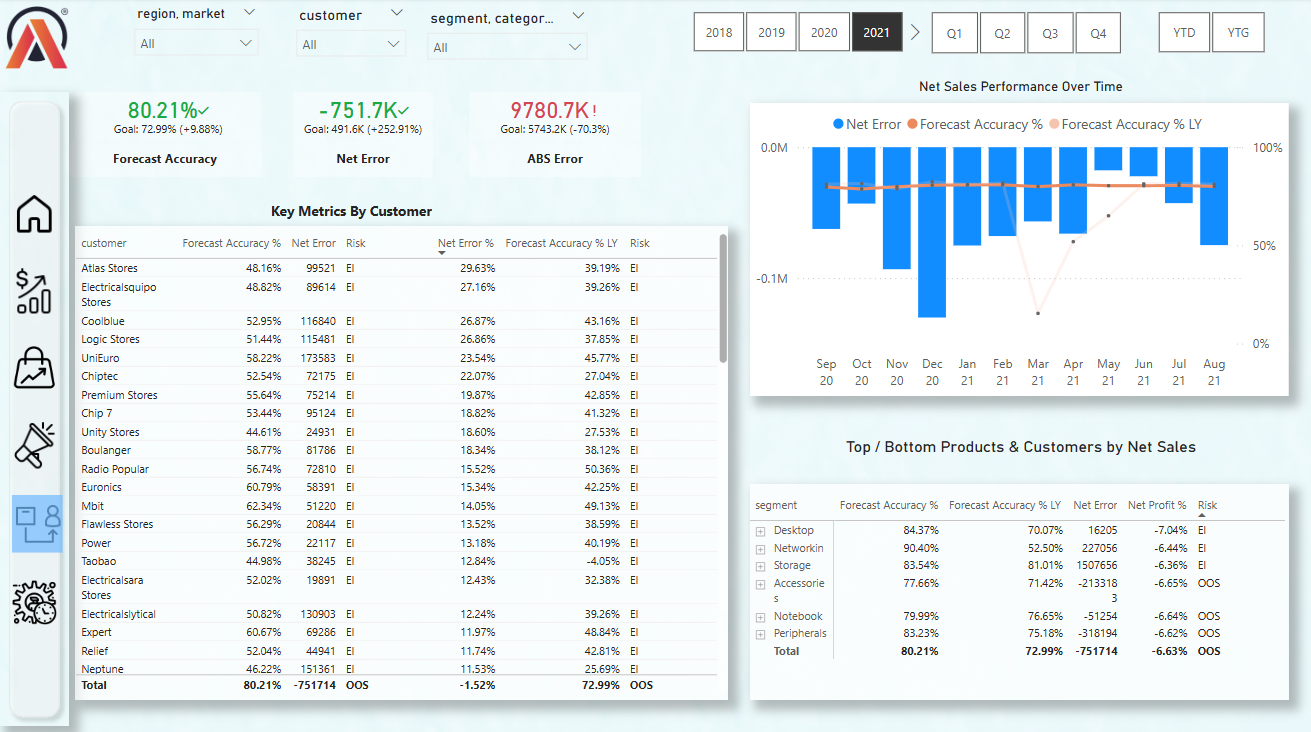 region, market
customer
segment, categor...
All
All
All
2018 2019 2020 2021 Q1 Q2 Q3 Q4 YTD YTG
80.21%
Goal: 72.99% (+9.88%)
Forecast Accuracy
-751.7K
Goal: 491.6K (+252.91%)
Net Error
9780.7K!
Goal: 5743.2K (-70.3%)
ABS Error
Key Metrics By Customer
customer Forecast Accuracy % Net Error Risk Net Error % Forecast Accuracy % LY Risk
Atlas Stores 48.16% 99521 EI 29.63% 39.19% EI
Electricalsquipo
Stores 48.82% 89614 EI 27.16% 39.26% EI
Coolblue 52.95% 116840 EI 26.87% 43.16% EI
Logic Stores 51.44% 115481 EI 26.86% 37.85% EI
UniEuro 58.22% 173583 EI 23.54% 45.77% EI
Chiptec 52.54% 72175 EI 22.07% 27.04% EI
Premium Stores 55.64% 75214 EI 19.87% 42.85% EI
Chip 7 53.44% 95124 EI 18.82% 41.32% EI
Unity Stores 44.61% 24931 EI 18.60% 27.53% EI
Boulanger 58.77% 81786 EI 18.34% 38.12% EI
Radio Popular 56.74% 72810 EI 15.52% 50.36% EI
Euronics 60.79% 58391 EI 15.34% 42.25% EI
Mbit 62.34% 51220 EI 14.05% 49.13% EI
Flawless Stores 56.29% 20844 EI 13.52% 38.59% EI
Power 56.72% 22117 EI 13.18% 40.19% EI
Taobao 44.98% 38245 EI 12.84% -4.05% EI
Electricalsara
Stores 52.02% 19891 EI 12.43% 32.38% EI
Electricalslytical 50.82% 130903 EI 12.24% 39.26% EI
Expert 60.67% 69286 EI 11.97% 48.84% EI
Relief 52.04% 44941 EI 11.74% 42.81% EI
Neptune 46.22% 151361 EI 11.53% 25.69% EI
Total 80.21% -751714 OOS -1.52% 72.99% OOS
Net Sales Performance Over Time
Net Error Forecast Accuracy % Forecast Accuracy % LY
0.0M 100%
50%
-0.1M
0%
Sep Oct Nov Dec Jan Feb Mar Apr May Jun Jul Aug
20 20 20 20 21 21 21 21 21 21 21 21
Top / Bottom Products & Customers by Net Sales
segment Forecast Accuracy % Forecast Accuracy % LY Net Error Net Profit % Risk
Desktop 84.37% 70.07% 16205 -7.04% EI
Networkin 90.40% 52.50% 227056 -6.44% EI
Storage 83.54% 81.01% 1507656 -6.36% EI
Accessorie 77.66% 71.42% -213318 -6.65% OOS
s 3
Notebook 79.99% 76.65% -51254 -6.64% OOS
Peripherals 83.23% 75.18% -318194 -6.62% OOS
Total 80.21% 72.99% -751714 -6.63% OOS